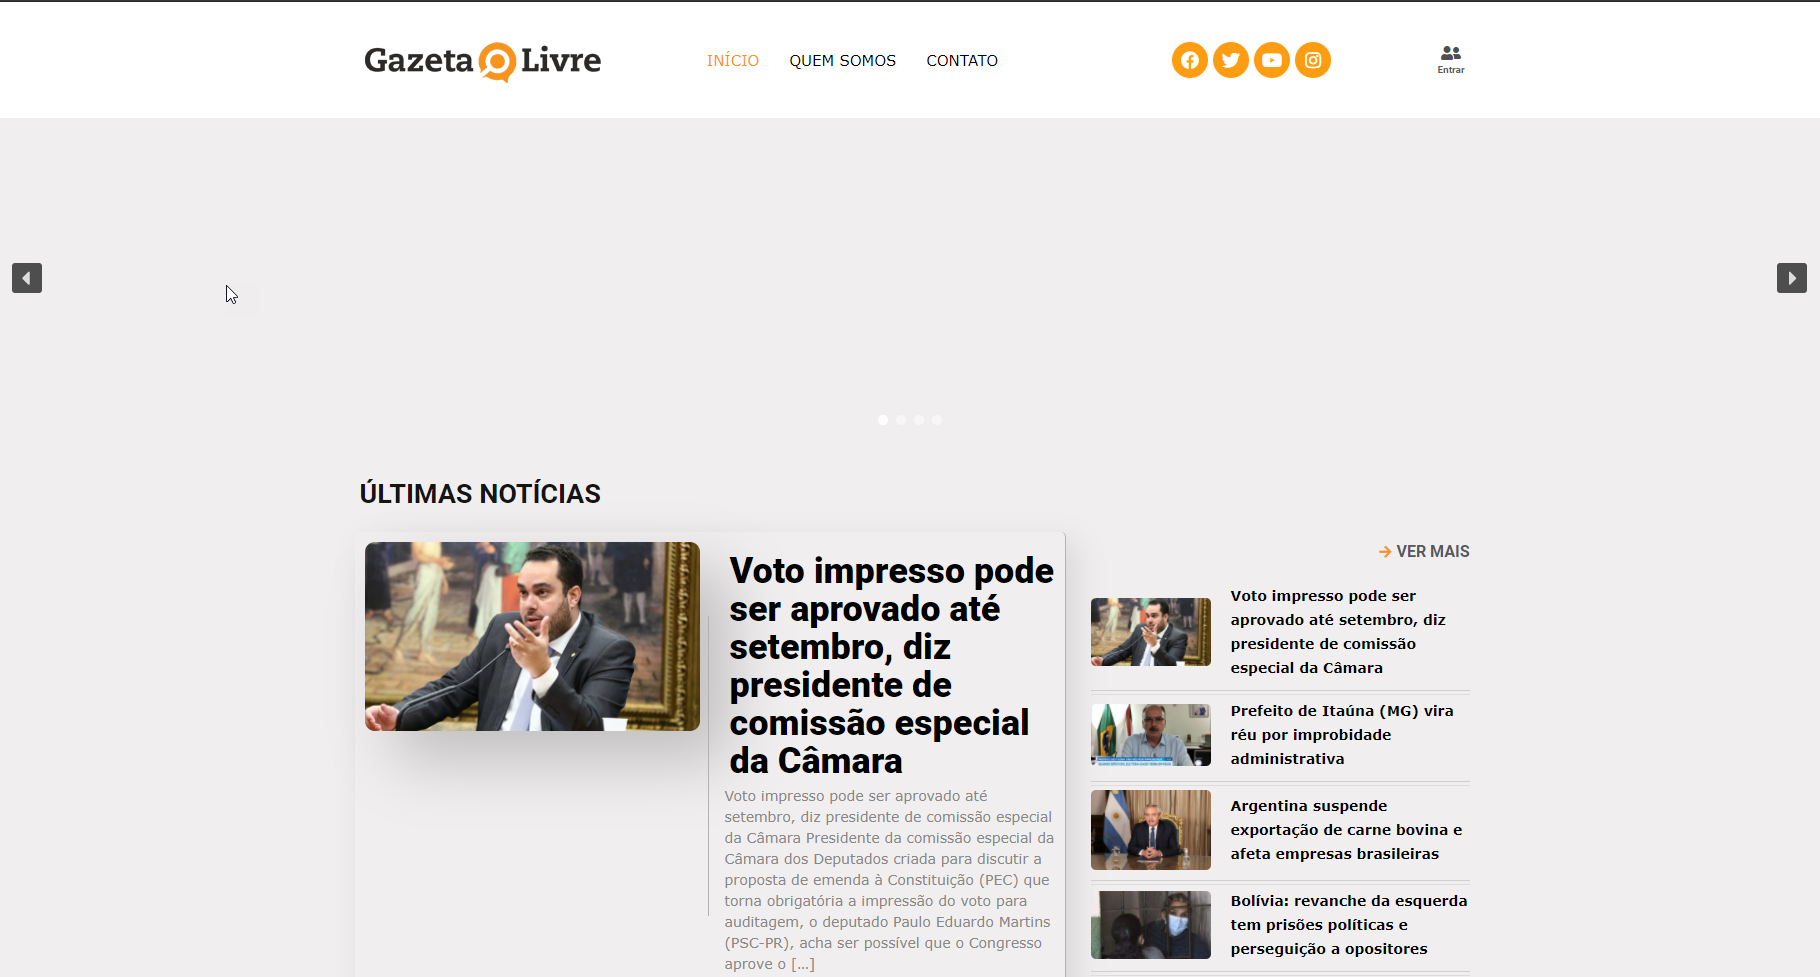 Gazeta Livre
INÍCIO
QUEM SOMOS
CONTATO
Entrar
ÚLTIMAS NOTÍCIAS
Voto impresso pode
ser aprovado até
setembro, diz
presidente de
comissão especial
da Câmara
Voto impresso pode ser aprovado até
setembro, diz presidente de comissão especial
da Câmara Presidente da comissão especial da
Câmara dos Deputados criada para discutir a
proposta de emenda à Constituição (PEC) que
torna obrigatória a impressão do voto para
auditagem, o deputado Paulo Eduardo Martins
(PSC-PR), acha ser possível que o Congresso
aprove o [...]
VER MAIS
Voto impresso pode ser
aprovado até setembro, diz
presidente de comissão
especial da Câmara
Prefeito de Itaúna (MG) vira
réu por improbidade
administrativa
Argentina suspende
exportação de carne bovina e
afeta empresas brasileiras
Bolívia: revanche da esquerda
tem prisões políticas e
perseguição a opositores